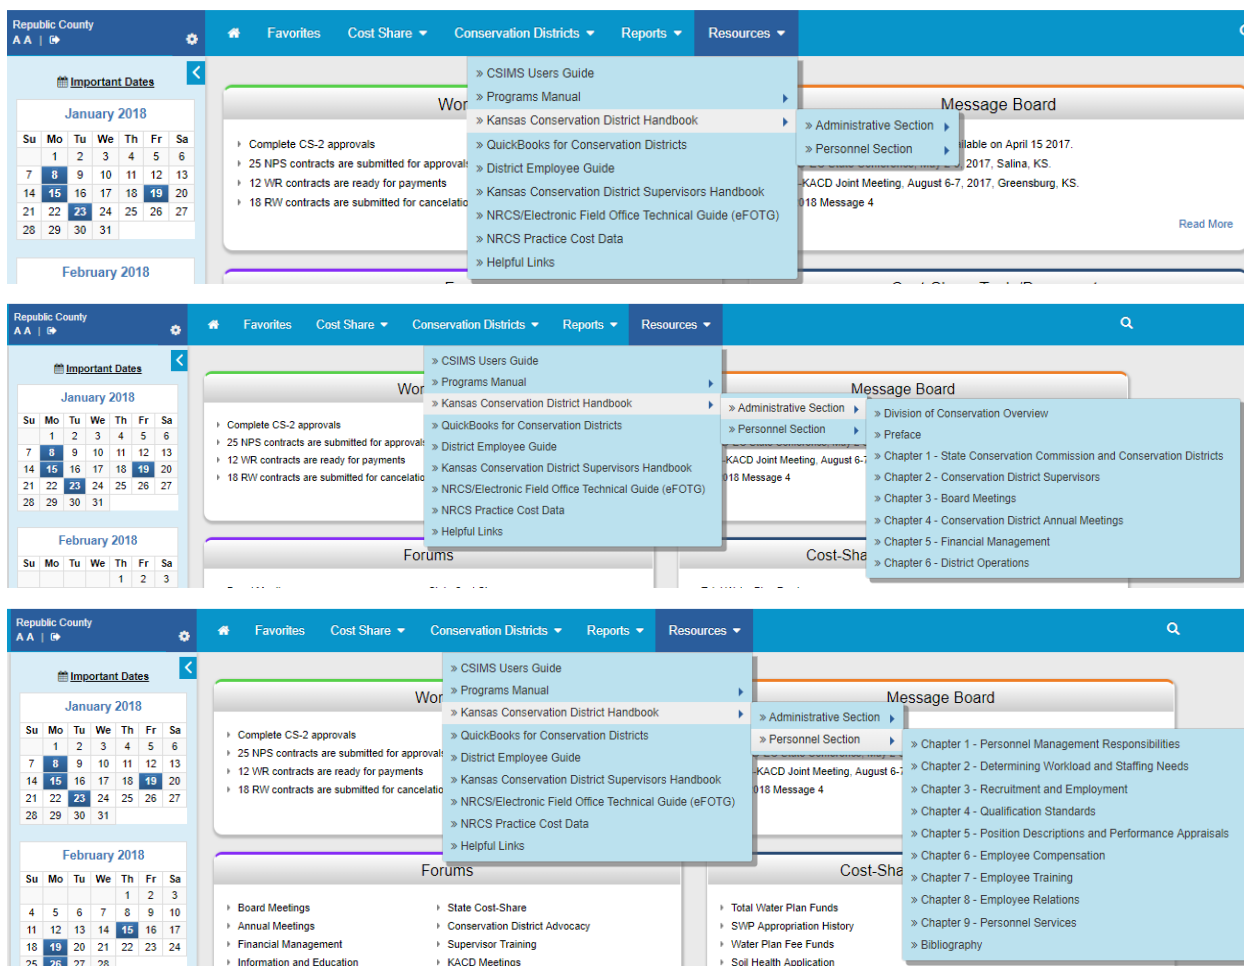 Republic County
A A |
Favorites Cost Share Conservation Districts Reports Resources
Important Dates
January 2018
Su Mo Tu We Th Fr Sa
1 2 3 4 5 6
7 8 9 10 11 12 13
14 15 16 17 18 19 20
21 22 23 24 25 26 27
28 29 30 31
February 2018
Wor
Complete CS-2 approvals
25 NPS contracts are submitted for approvals
12 WR contracts are ready for payments
18 RW contracts are submitted for cancelatio
» CSIMS Users Guide
» Programs Manual
» Kansas Conservation District Handbook
» QuickBooks for Conservation Districts
» District Employee Guide
» Kansas Conservation District Supervisors Handbook
» NRCS/Electronic Field Office Technical Guide (eFOTG)
» NRCS Practice Cost Data
» Helpful Links
» Administrative Section
» Personnel Section
Message Board
ilable on April 15 2017.
2017, Salina, KS.
-KACD Joint Meeting, August 6-7, 2017, Greensburg, KS.
018 Message 4
Read More
Republic County
A A |
Favorites Cost Share Conservation Districts Reports Resources
Important Dates
January 2018
Su Mo Tu We Th Fr Sa
1 2 3 4 5 6
7 8 9 10 11 12 13
14 15 16 17 18 19 20
21 22 23 24 25 26 27
28 29 30 31
February 2018
Su Mo Tu We Th Fr Sa
1 2 3
Wor
Complete CS-2 approvals
25 NPS contracts are submitted for approvals
12 WR contracts are ready for payments
18 RW contracts are submitted for cancelatio
Forums
» CSIMS Users Guide
» Programs Manual
» Kansas Conservation District Handbook
» QuickBooks for Conservation Districts
» District Employee Guide
» Kansas Conservation District Supervisors Handbook
» NRCS/Electronic Field Office Technical Guide (eFOTG)
» NRCS Practice Cost Data
» Helpful Links
» Administrative Section
» Personnel Section
Message Board
-KACD Joint Meeting, August 6-7
018 Message 4
Cost-Sha
» Division of Conservation Overview
» Preface
» Chapter 1 - State Conservation Commission and Conservation Districts
» Chapter 2 - Conservation District Supervisors
» Chapter 3 - Board Meetings
» Chapter 4 - Conservation District Annual Meetings
» Chapter 5 - Financial Management
» Chapter 6 - District Operations
Republic County
A A |
Favorites Cost Share Conservation Districts Reports Resources
Important Dates
January 2018
Su Mo Tu We Th Fr Sa
1 2 3 4 5 6
7 8 9 10 11 12 13
14 15 16 17 18 19 20
21 22 23 24 25 26 27
28 29 30 31
February 2018
Su Mo Tu We Th Fr Sa
1 2 3
4 5 6 7 8 9 10
11 12 13 14 15 16 17
18 19 20 21 22 23 24
25 26 27 28
Wor
Complete CS-2 approvals
25 NPS contracts are submitted for approvals
12 WR contracts are ready for payments
18 RW contracts are submitted for cancelatio
» CSIMS Users Guide
» Programs Manual
» Kansas Conservation District Handbook
» QuickBooks for Conservation Districts
» District Employee Guide
» Kansas Conservation District Supervisors Handbook
» NRCS/Electronic Field Office Technical Guide (eFOTG)
» NRCS Practice Cost Data
» Helpful Links
» Administrative Section
» Personnel Section
Message Board
-KACD Joint Meeting, August 6-7
018 Message 4
» Chapter 1 - Personnel Management Responsibilities
» Chapter 2 - Determining Workload and Staffing Needs
» Chapter 3 - Recruitment and Employment
» Chapter 4 - Qualification Standards
» Chapter 5 - Position Descriptions and Performance Appraisals
» Chapter 6 - Employee Compensation
» Chapter 7 - Employee Training
» Chapter 8 - Employee Relations
» Chapter 9 - Personnel Services
» Bibliography
Forums
Board Meetings
Annual Meetings
Financial Management
Information and Education
State Cost-Share
Conservation District Advocacy
Supervisor Training
KACD Meetings
Cost-Sha
Total Water Plan Funds
SWP Appropriation History
Water Plan Fee Funds
Soil Health Application